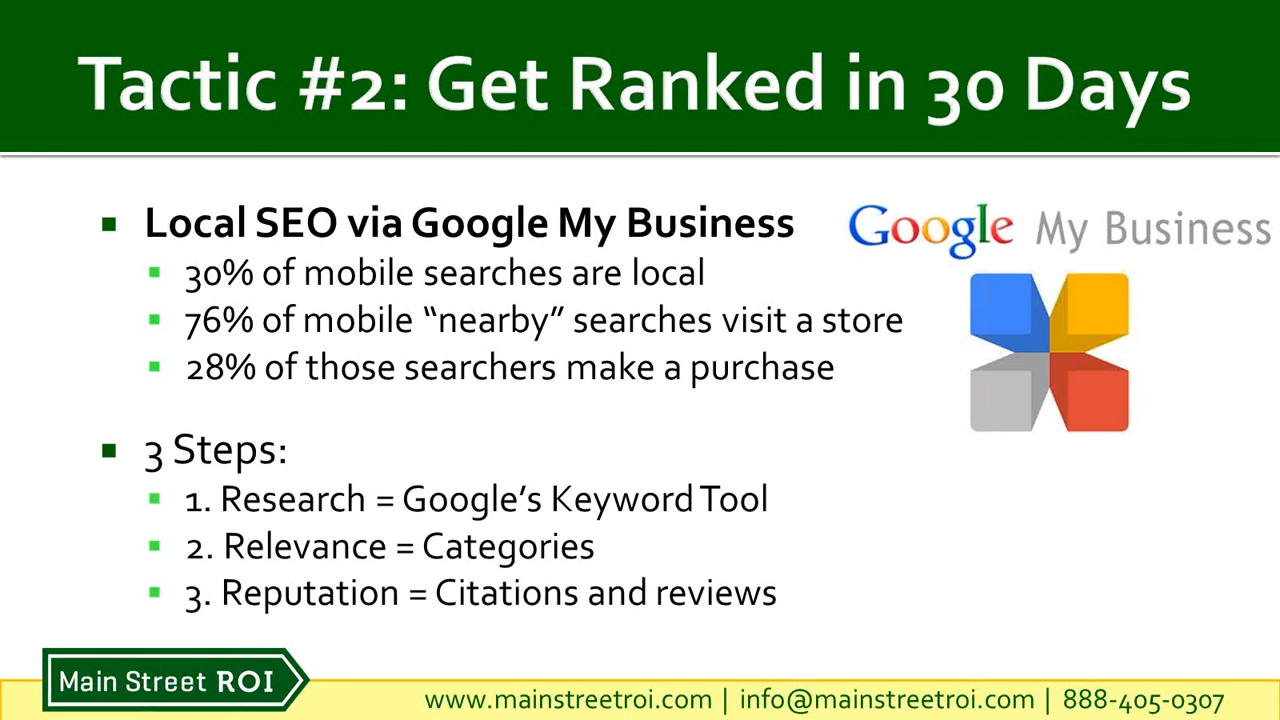 Tactic #2: Get Ranked in 30 Days
Local SEO via Google My Business
Google My Business
30% of mobile searches are local
76% of mobile “nearby” searches visit a store
28% of those searchers make a purchase
3 Steps:
1. Research = Google’s Keyword Tool
2. Relevance = Categories
3. Reputation = Citations and reviews
Main Street ROI
www.mainstreetroi.com | info@mainstreetroi.com | 888-405-0307